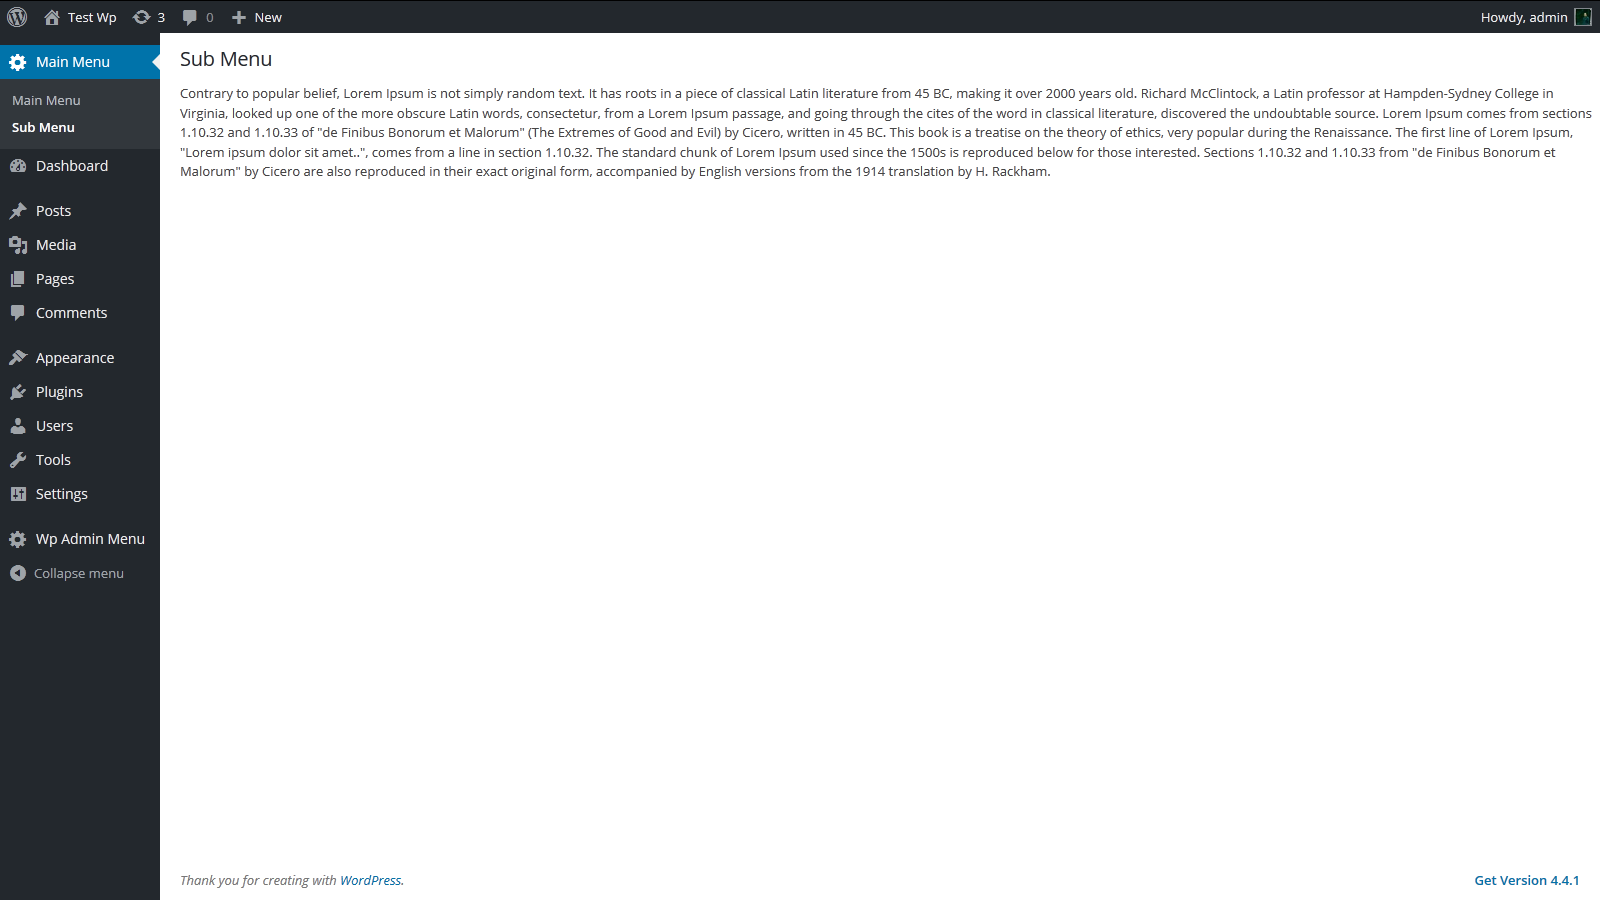 Test Wp 3 0 New Howdy, admin
Main Menu
Main Menu
Sub Menu
Dashboard
Posts
Media
Pages
Comments
Appearance
Plugins
Users
Tools
Settings
Wp Admin Menu
Collapse menu
Sub Menu
Contrary to popular belief, Lorem Ipsum is not simply random text. It has roots in a piece of classical Latin literature from 45 BC, making it over 2000 years old. Richard McClintock, a Latin professor at Hampden-Sydney College in
Virginia, looked up one of the more obscure Latin words, consectetur, from a Lorem Ipsum passage, and going through the cites of the word in classical literature, discovered the undoubtable source. Lorem Ipsum comes from sections
1.10.32 and 1.10.33 of "de Finibus Bonorum et Malorum" (The Extremes of Good and Evil) by Cicero, written in 45 BC. This book is a treatise on the theory of ethics, very popular during the Renaissance. The first line of Lorem Ipsum,
"Lorem ipsum dolor sit amet..", comes from a line in section 1.10.32. The standard chunk of Lorem Ipsum used since the 1500s is reproduced below for those interested. Sections 1.10.32 and 1.10.33 from "de Finibus Bonorum et
Malorum" by Cicero are also reproduced in their exact original form, accompanied by English versions from the 1914 translation by H. Rackham.
Thank you for creating with WordPress.
Get Version 4.4.1